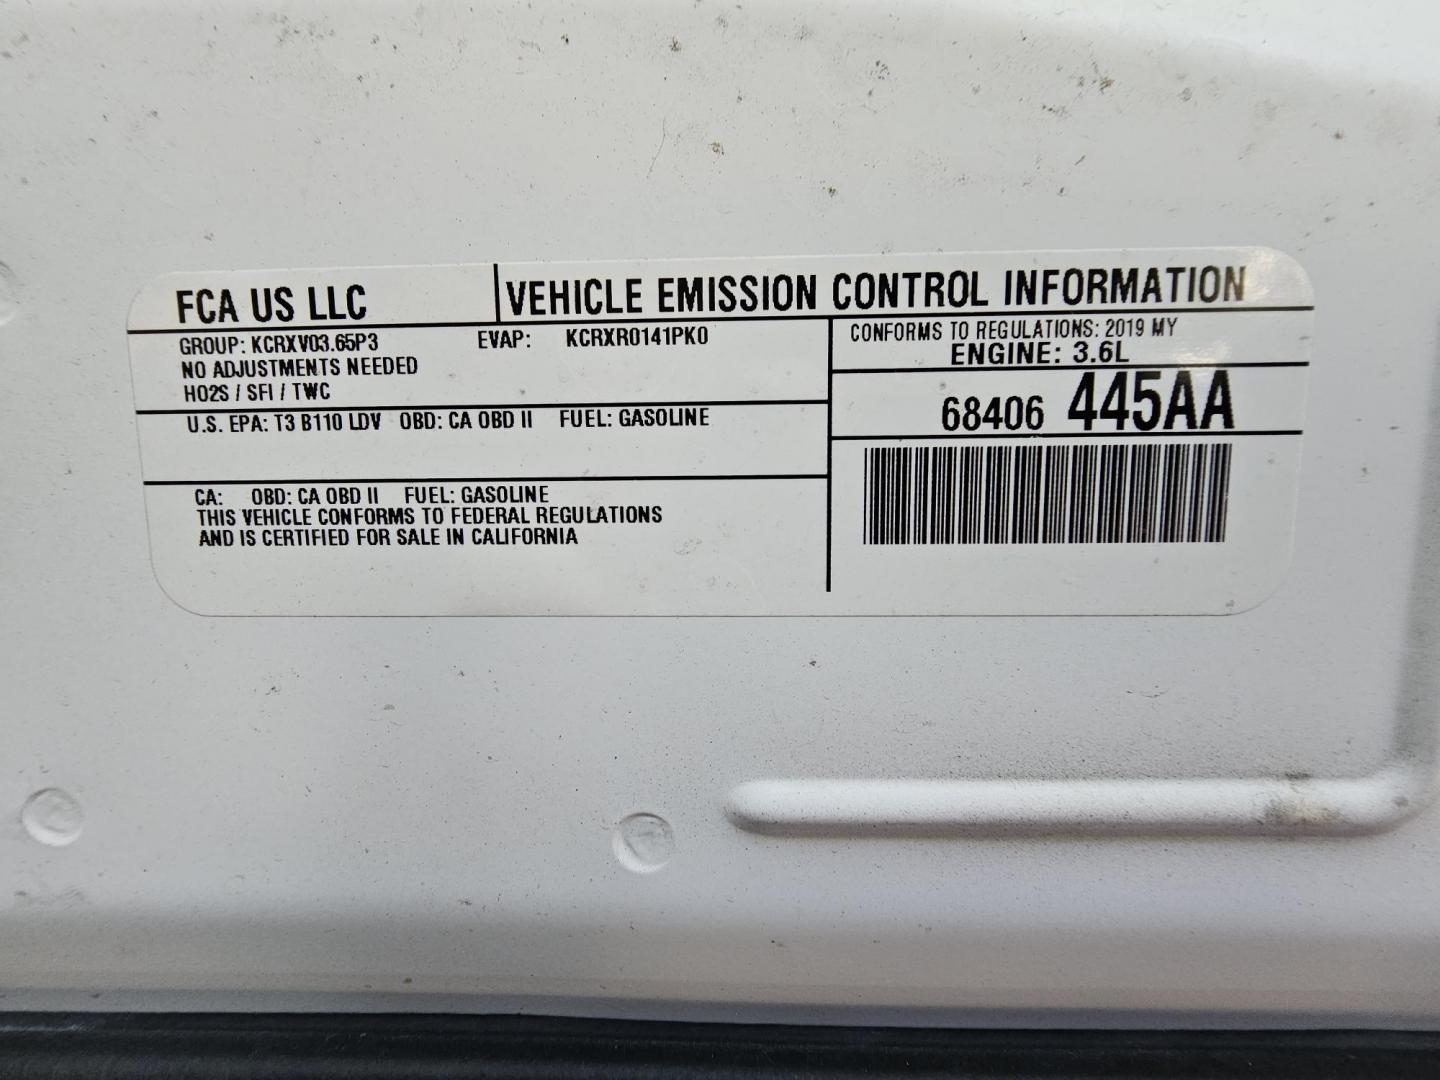 FCA US LLC VEHICLE EMISSION CONTROL INFORMATION
GROUP: KCRXV03.65P3 EVAP: KCRXR0141PK0
NO ADJUSTMENTS NEEDED
HO2S / SFI / TWC
U.S. EPA: T3 B110 LDV OBD: CA OBD II FUEL: GASOLINE
CA: OBD: CA OBD II FUEL: GASOLINE
THIS VEHICLE CONFORMS TO FEDERAL REGULATIONS
AND IS CERTIFIED FOR SALE IN CALIFORNIA
CONFORMS TO REGULATIONS: 2019 MY
ENGINE: 3.6L
68406 445AA